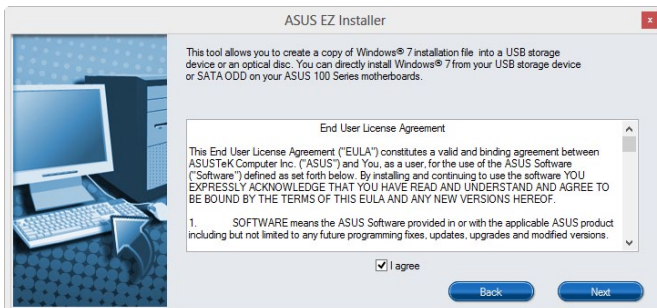 ASUS EZ Installer
x
This tool allows you to create a copy of Windows® 7 installation file into a USB storage
device or an optical disc. You can directly install Windows® 7 from your USB storage device
or SATA ODD on your ASUS 100 Series motherboards.
End User License Agreement
This End User License Agreement ("EULA") constitutes a valid and binding agreement between
ASUSTeK Computer Inc. ("ASUS") and You, as a user, for the use of the ASUS Software
("Software") defined as set forth below. By installing and continuing to use the software YOU
EXPRESSLY ACKNOWLEDGE THAT YOU HAVE READ AND UNDERSTAND AND AGREE TO
BE BOUND BY THE TERMS OF THIS EULA AND ANY NEW VERSIONS HEREOF.
1. SOFTWARE means the ASUS Software provided in or with the applicable ASUS product
including but not limited to any future programming fixes, updates, upgrades and modified versions.
I agree
Back Next